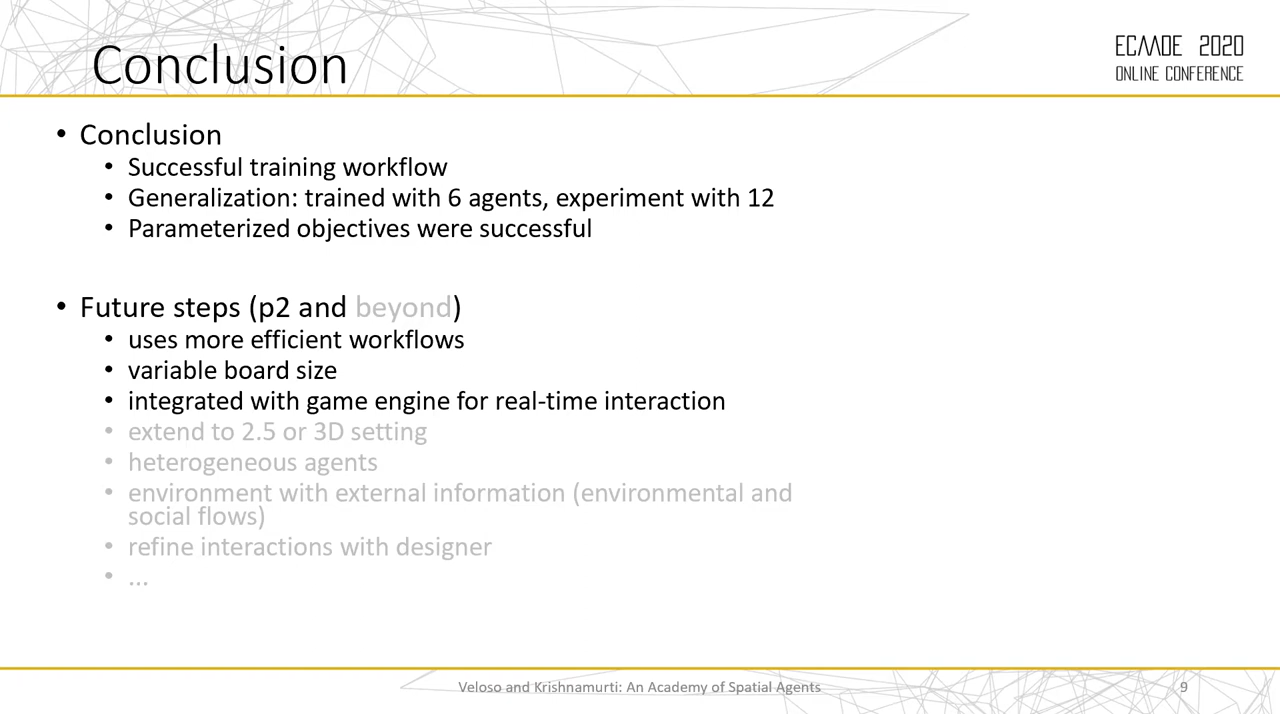 Conclusion
ECAADE 2020
ONLINE CONFERENCE
• Conclusion
• Successful training workflow
• Generalization: trained with 6 agents, experiment with 12
• Parameterized objectives were successful
• Future steps (p2 and beyond)
• uses more efficient workflows
• variable board size
• integrated with game engine for real-time interaction
• extend to 2.5 or 3D setting
• heterogeneous agents
• environment with external information (environmental and
social flows)
• refine interactions with designer
• ...
Veloso and Krishnamurti: An Academy of Spatial Agents
9